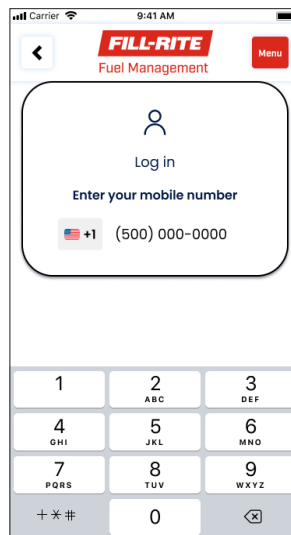 Carrier 9:41 AM
FILL-RITE
Fuel Management
Menu
Log in
Enter your mobile number
+1 (500) 000-0000
1 2 3
ABC DEF
4 5 6
GHI JKL MNO
7 8 9
PQRS TUV WXYZ
+*# 0